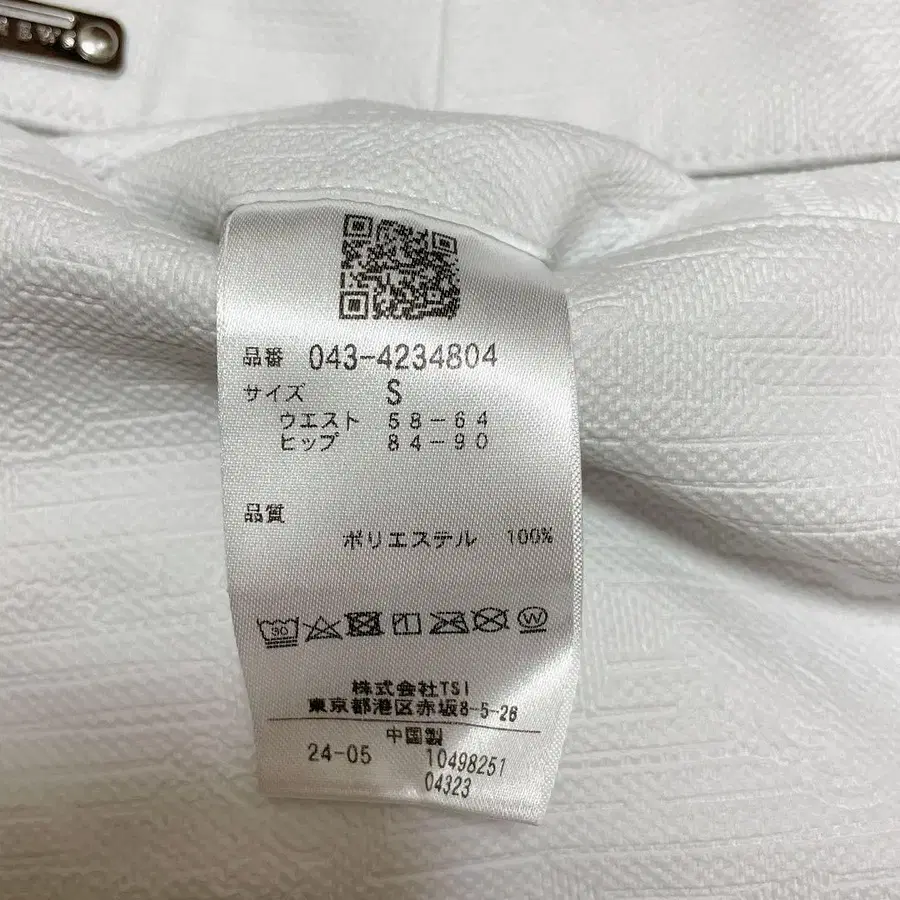 品番 043-4234804
サイズ S
ウエスト 58-64
ヒップ 84-90
品質
ポリエステル 100%
30
W
株式会社TSI
東京都港区赤坂8-5-26
中国製
24-05 10498251
04323